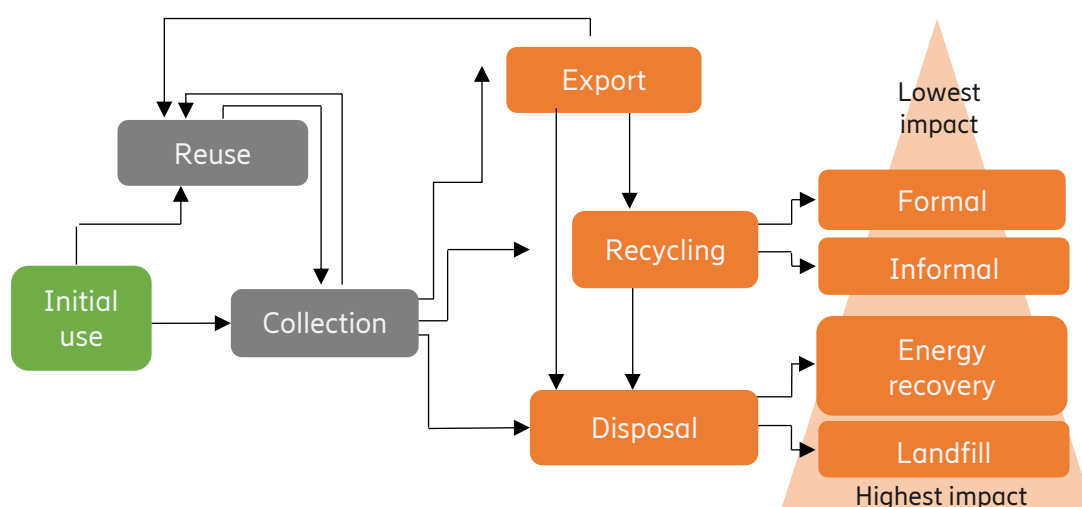 Export
Lowest
impact
Reuse
Formal
Recycling
Informal
Initial
use
Collection
Energy
recovery
Disposal
Landfill
Highest impact